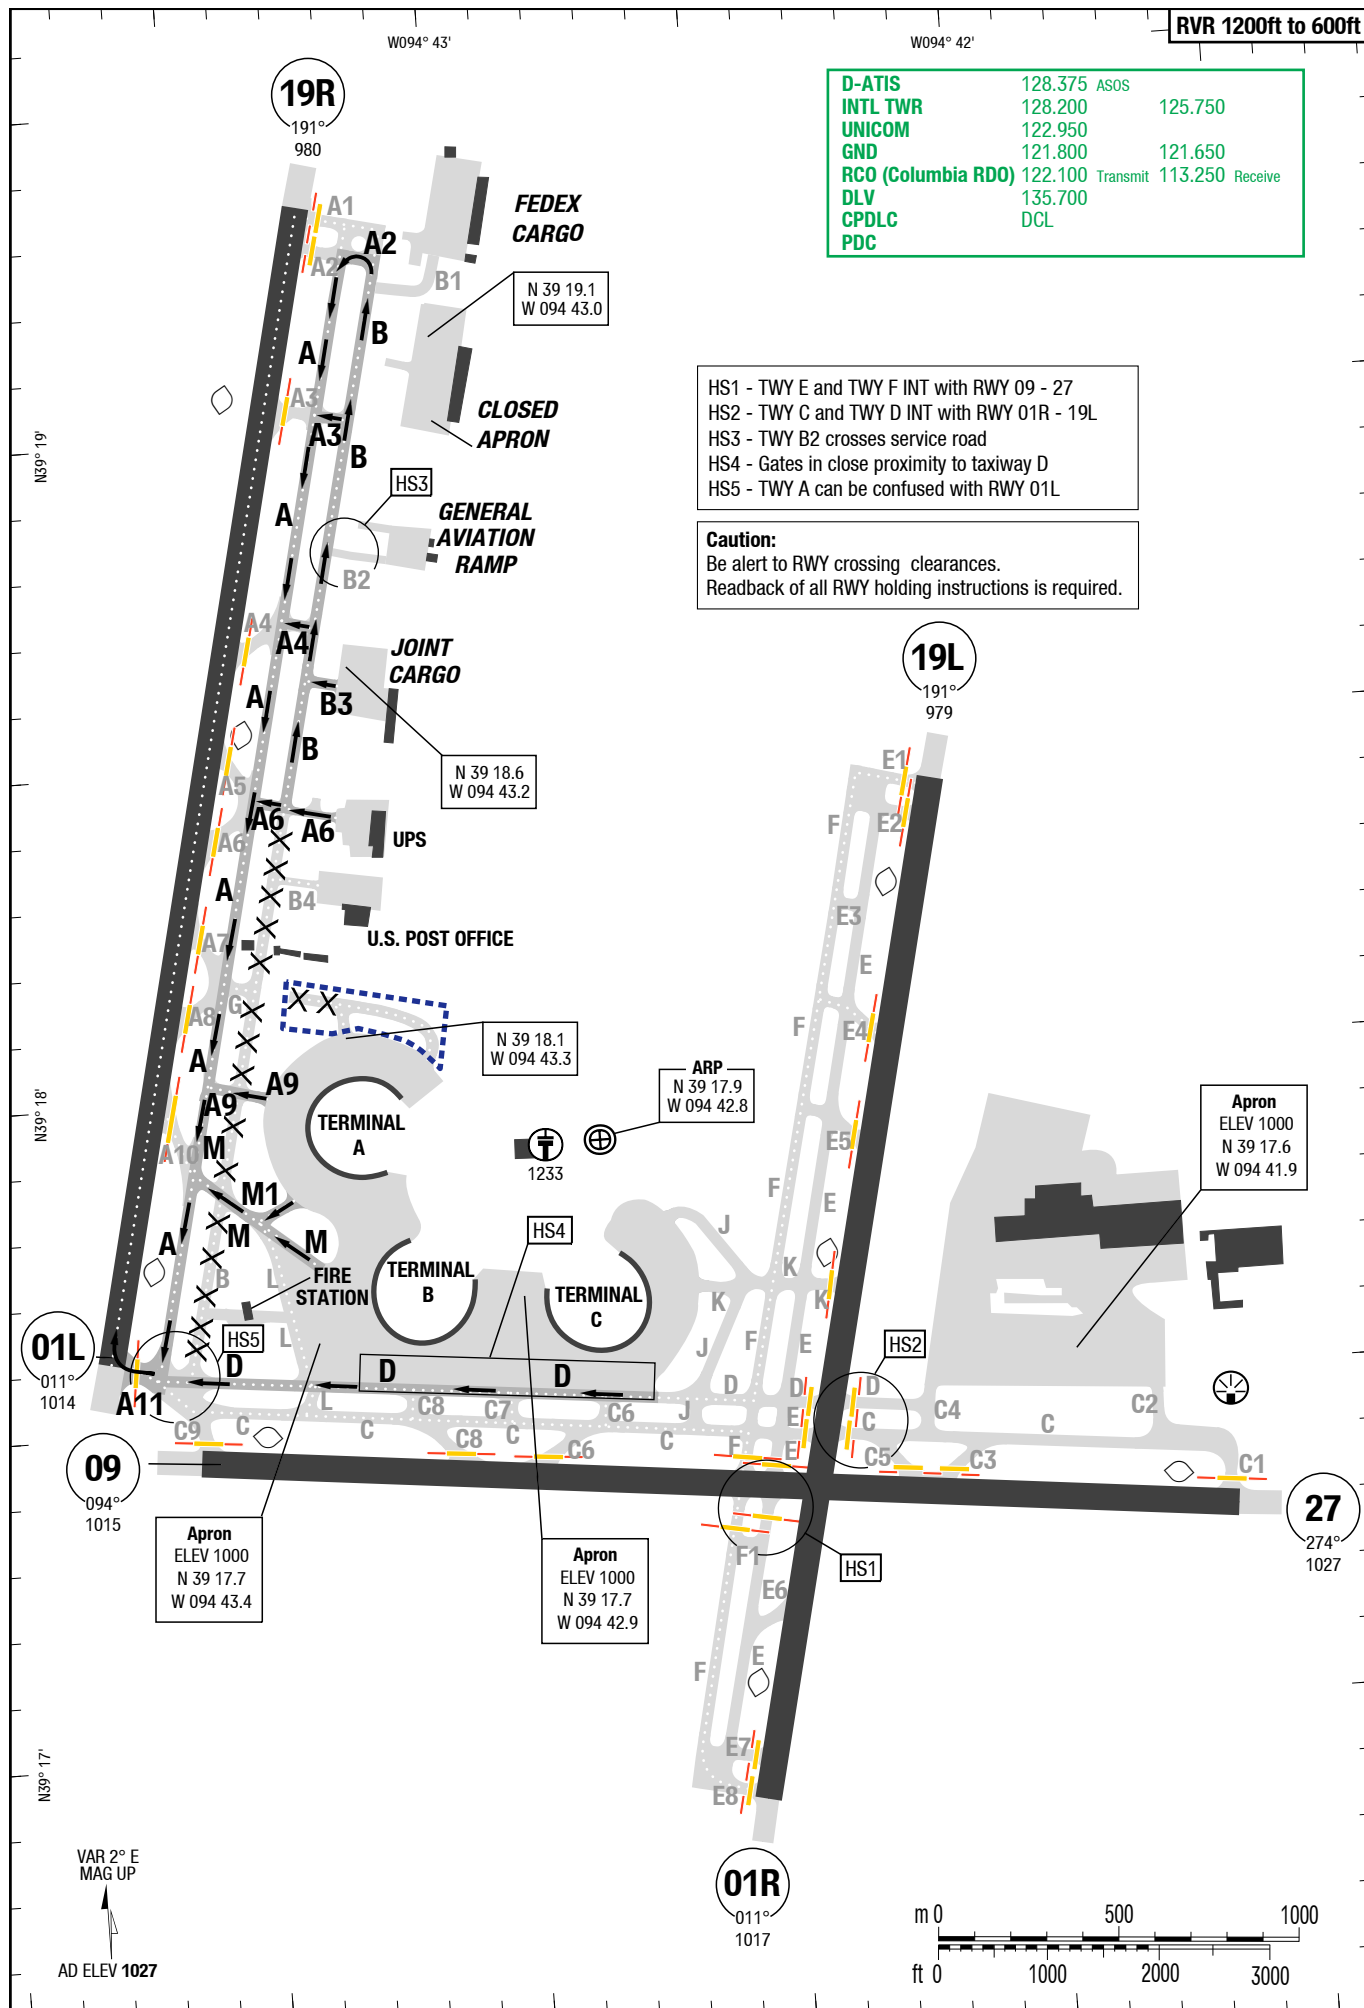 RVR 1200ft to 600ft
W094° 43'
W094° 42'
19R
191°
980
D-ATIS 128.375 ASOS
INTL TWR 128.200 125.750
UNICOM 122.950
GND 121.800 121.650
RCO (Columbia RDO) 122.100 Transmit 113.250 Receive
DLV 135.700
CPDLC DCL
PDC
A1
FEDEX
CARGO
A2
A2
B1
N 39 19.1
W 094 43.0
B
A
A3
A3
CLOSED
APRON
B
N39° 19'
HS1 - TWY E and TWY F INT with RWY 09 - 27
HS2 - TWY C and TWY D INT with RWY 01R - 19L
HS3 - TWY B2 crosses service road
HS4 - Gates in close proximity to taxiway D
HS5 - TWY A can be confused with RWY 01L
HS3
A
GENERAL
AVIATION
RAMP
Caution:
Be alert to RWY crossing clearances.
Readback of all RWY holding instructions is required.
B2
A4
A4
JOINT
CARGO
19L
191°
979
A
B3
B
N 39 18.6
W 094 43.2
E1
A5
A6
A6
UPS
F
E2
A6
A
B4
E3
U.S. POST OFFICE
A7
E
G
A8
F
E4
N 39 18.1
W 094 43.3
A
A9
ARP
N 39 17.9
W 094 42.8
Apron
ELEV 1000
N 39 17.6
W 094 41.9
A9
N39° 18'
TERMINAL
A
E5
A10
M
1233
M1
F
E
J
HS4
A
M
M
K
B
L
FIRE
STATION
TERMINAL
B
TERMINAL
C
K
K
01L
011°
1014
HS5
L
J
F
E
HS2
D
D
D
D
D
D
A11
L
C8
C7
C6
J
E
C
C4
C2
C9
C
C
C8
C
C6
C
F
E
C5
C3
C
C1
09
094°
1015
27
274°
1027
Apron
ELEV 1000
N 39 17.7
W 094 43.4
Apron
ELEV 1000
N 39 17.7
W 094 42.9
F1
HS1
E6
F
E
E7
E8
N39° 17'
VAR 2° E
MAG UP
AD ELEV 1027
01R
011°
1017
m 0 500 1000
ft 0 1000 2000 3000